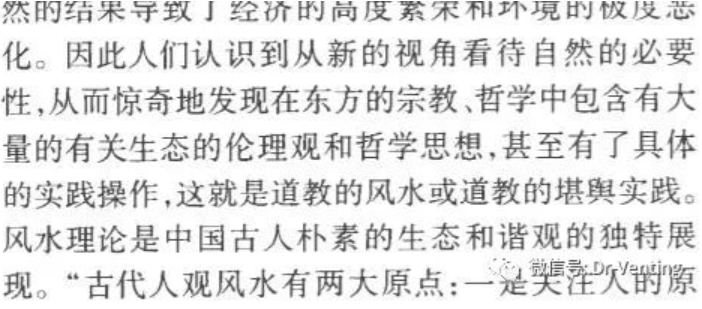 然的结果导致了经济的高度繁荣和环境的极度恶
化。因此人们认识到从新的视角看待自然的必要
性,从而惊奇地发现在东方的宗教、哲学中包含有大
量的有关生态的伦理观和哲学思想,甚至有了具体
的实践操作,这就是道教的风水或道教的堪舆实践。
风水理论是中国古人朴素的生态和谐观的独特展
现。“古代人观风水有两大原点:一是关注人的原
微信号: Dr-Venting